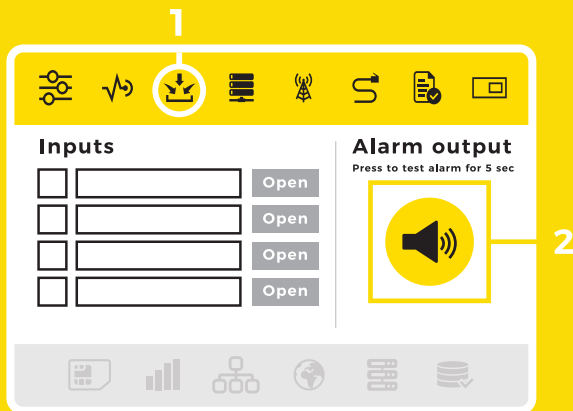 1
Inputs
Open
Open
Open
Open
Alarm output
Press to test alarm for 5 sec
2